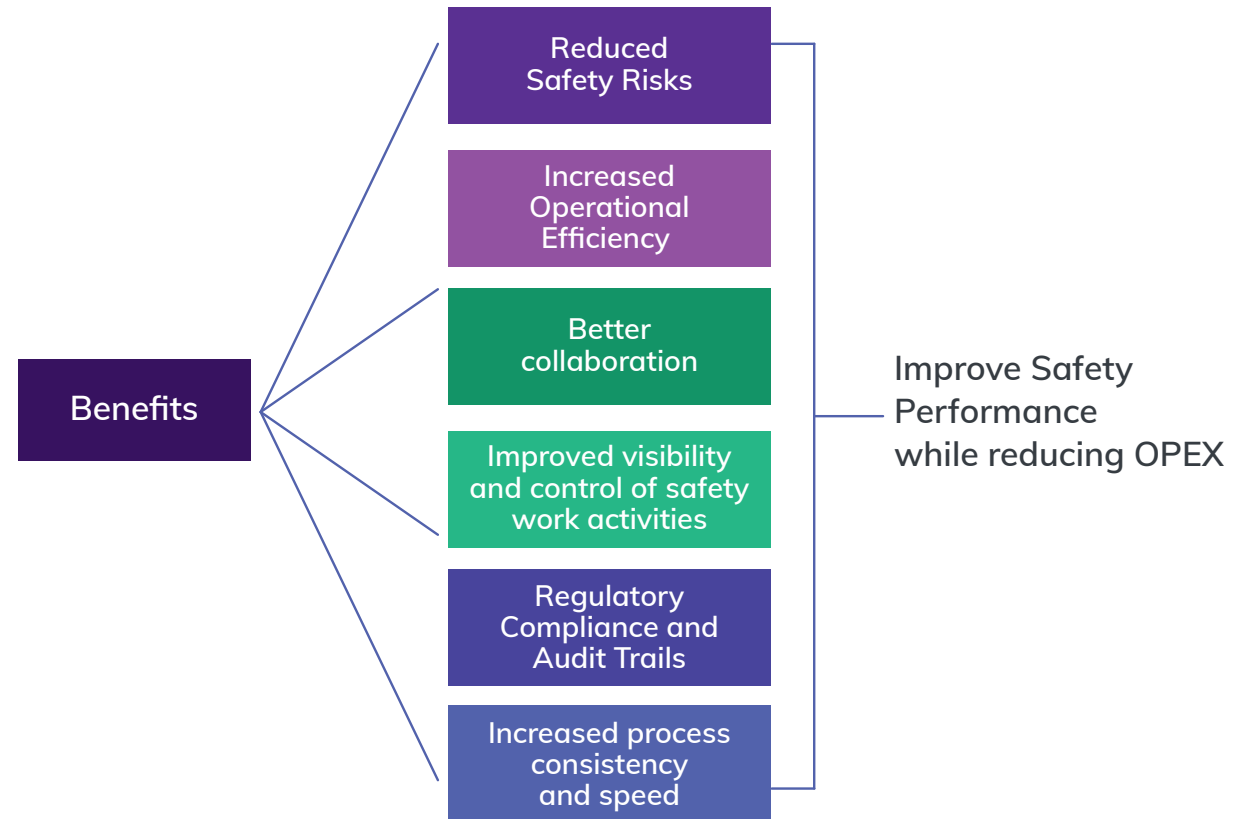 Benefits
Reduced
Safety Risks
Increased
Operational
Efficiency
Better
collaboration
Improved visibility
and control of safety
work activities
Regulatory
Compliance and
Audit Trails
Increased process
consistency
and speed
Improve Safety
Performance
while reducing OPEX